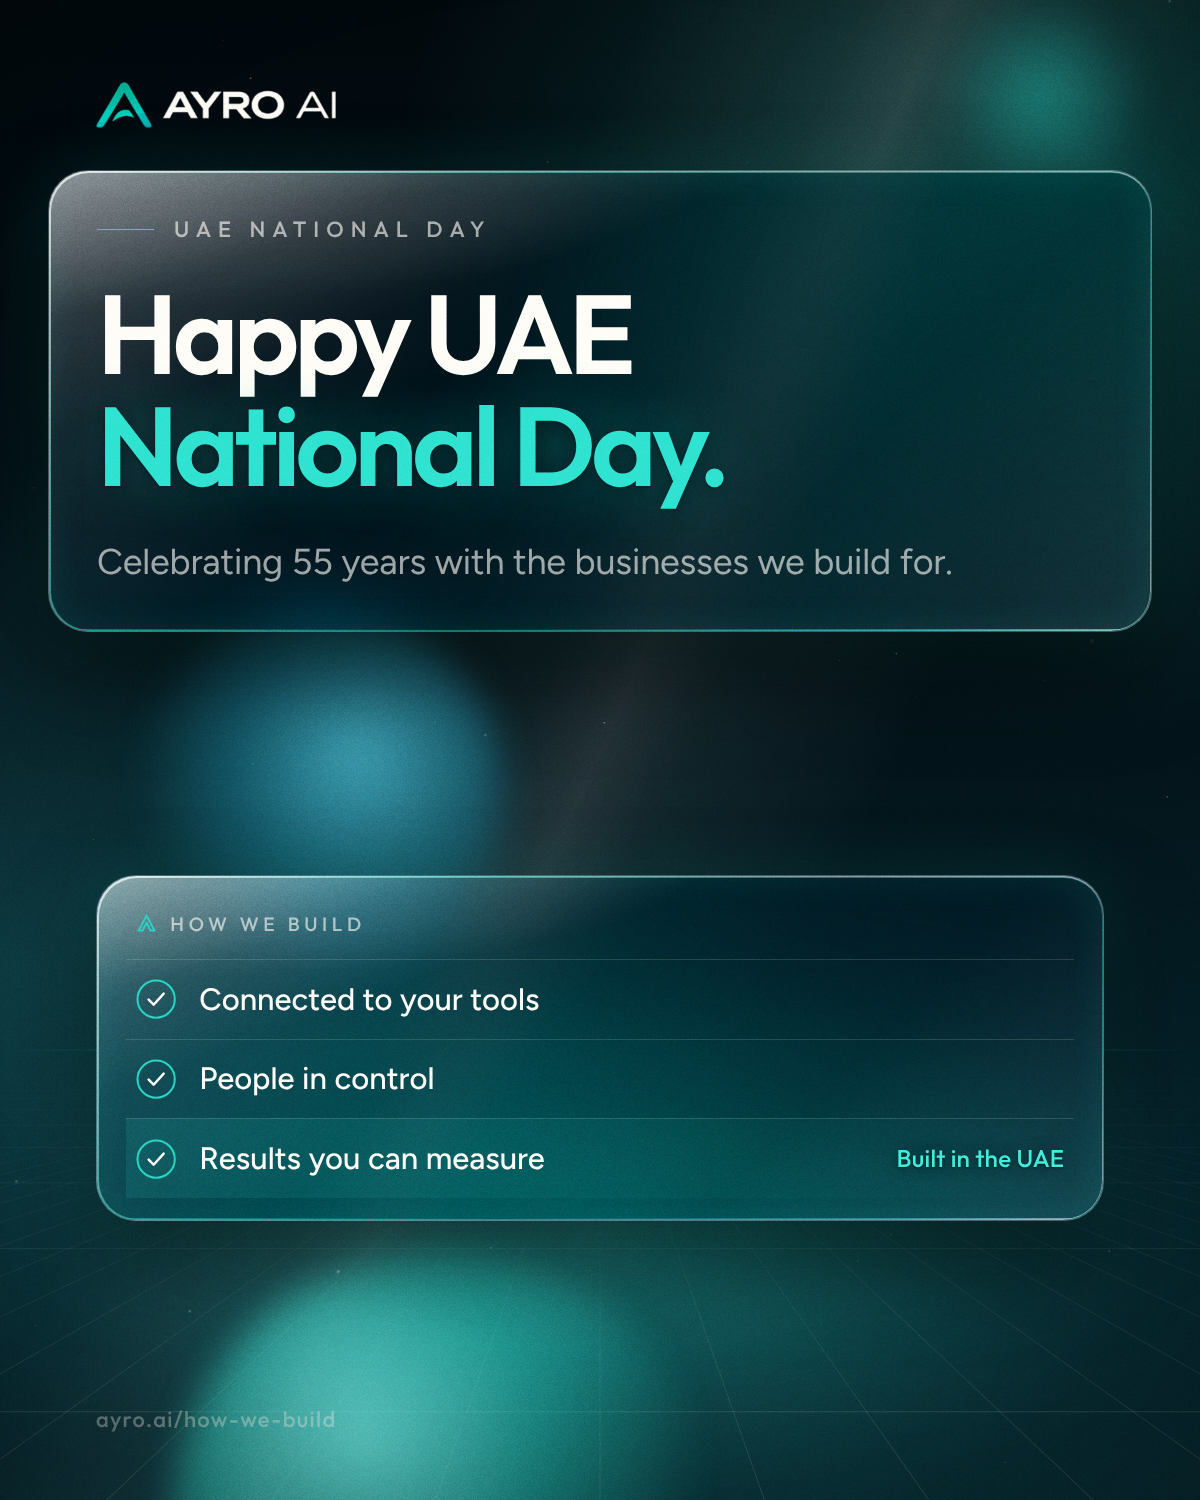 AYRO AI
UAE NATIONAL DAY
Happy UAE
National Day.
Celebrating 55 years with the businesses we build for.
HOW WE BUILD
Connected to your tools
People in control
Results you can measure
Built in the UAE
ayro.ai/how-we-build